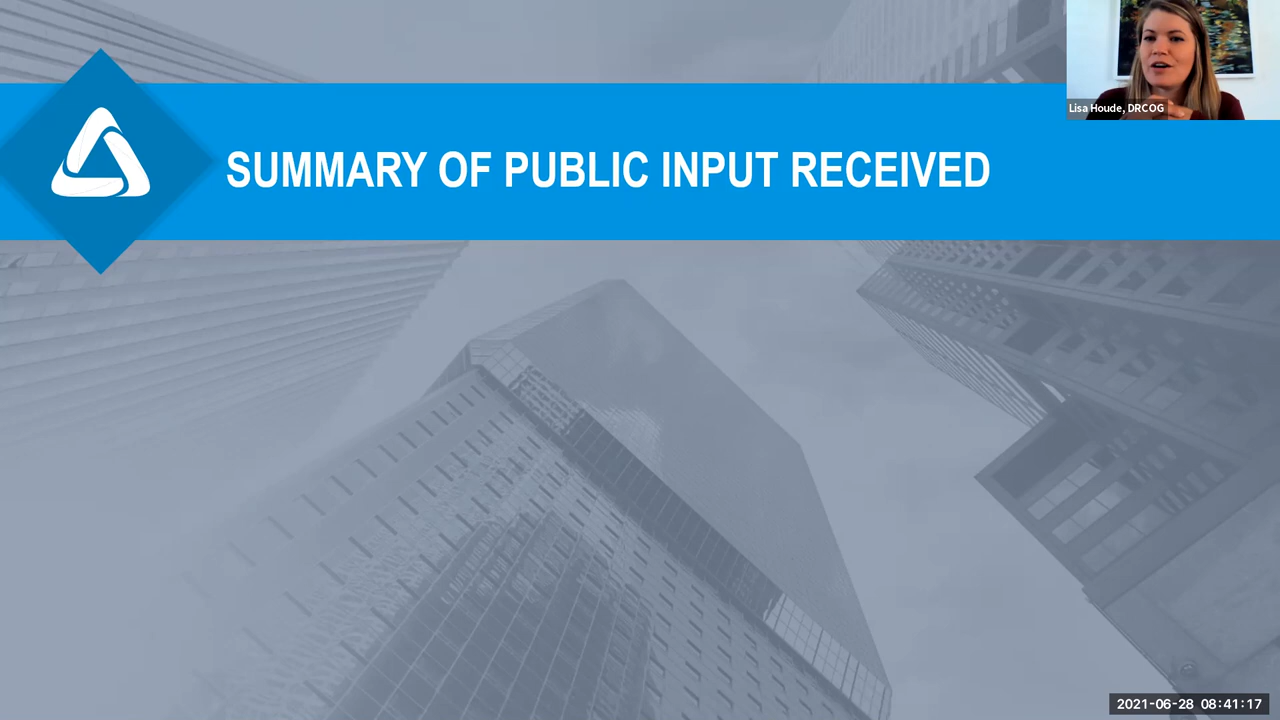 Lisa Houde, DRCOG
SUMMARY OF PUBLIC INPUT RECEIVED
2021-06-28 08:41:17